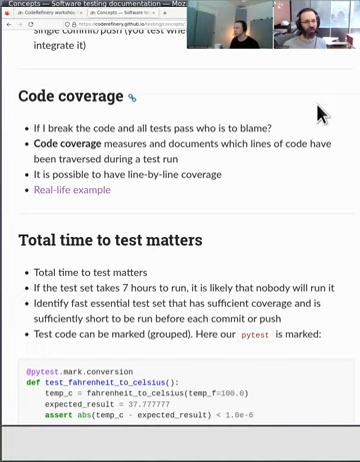 Concepts — Software testing documentation — Moz
CodeRefinery workshop
Concepts — Software te
https://coderefinery.github.io/testing/concepts/
single commit/push (you test whe
integrate it)
Code coverage
If I break the code and all tests pass who is to blame?
Code coverage measures and documents which lines of code have
been traversed during a test run
It is possible to have line-by-line coverage
Real-life example
Total time to test matters
Total time to test matters
If the test set takes 7 hours to run, it is likely that nobody will run it
Identify fast essential test set that has sufficient coverage and is
sufficiently short to be run before each commit or push
Test code can be marked (grouped). Here our pytest is marked:
@pytest.mark.conversion
def test_fahrenheit_to_celsius():
temp_c = fahrenheit_to_celsius(temp_f=100.0)
expected_result = 37.777777
assert abs(temp_c - expected_result) < 1.0e-6